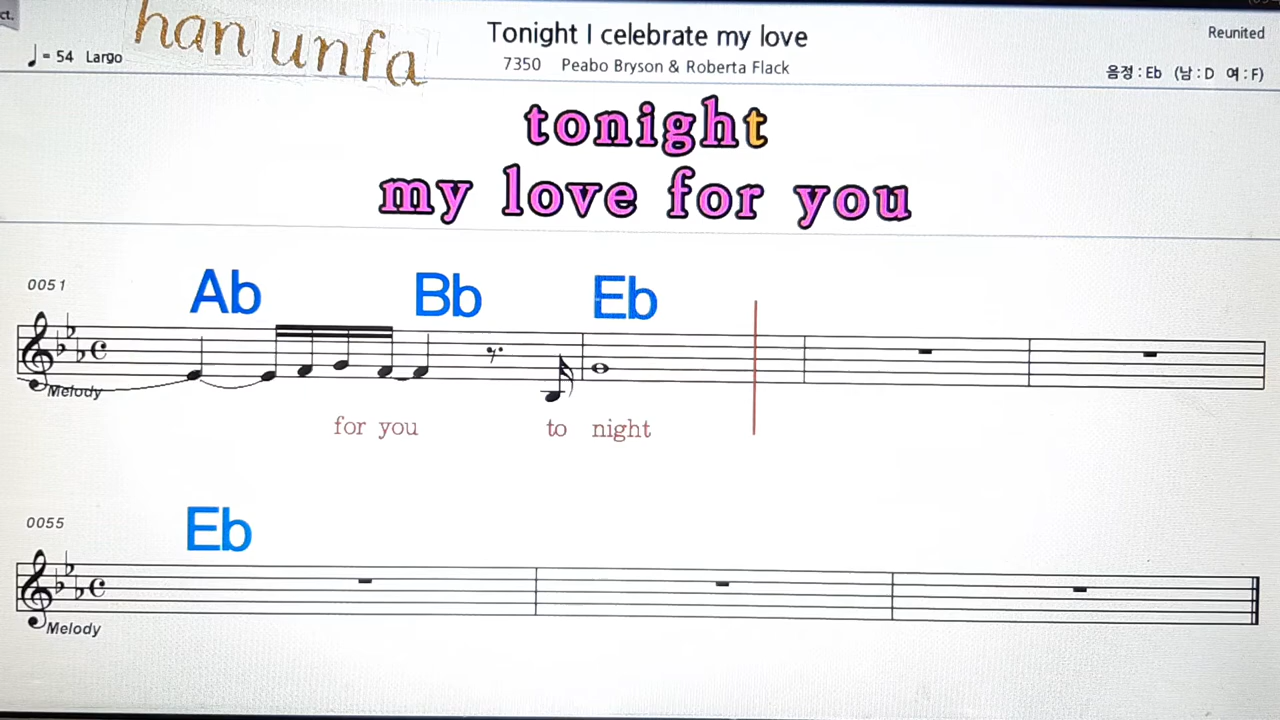 ct.
han unfa
Tonight I celebrate my love
Reunited
♩ = 54 Largo
7350 Peabo Bryson & Roberta Flack
음정 : Eb (남 : D 여 : F)
tonight
my love for you
0051
Ab Bb Eb
Melody
for you to night
0055
Eb
Melody